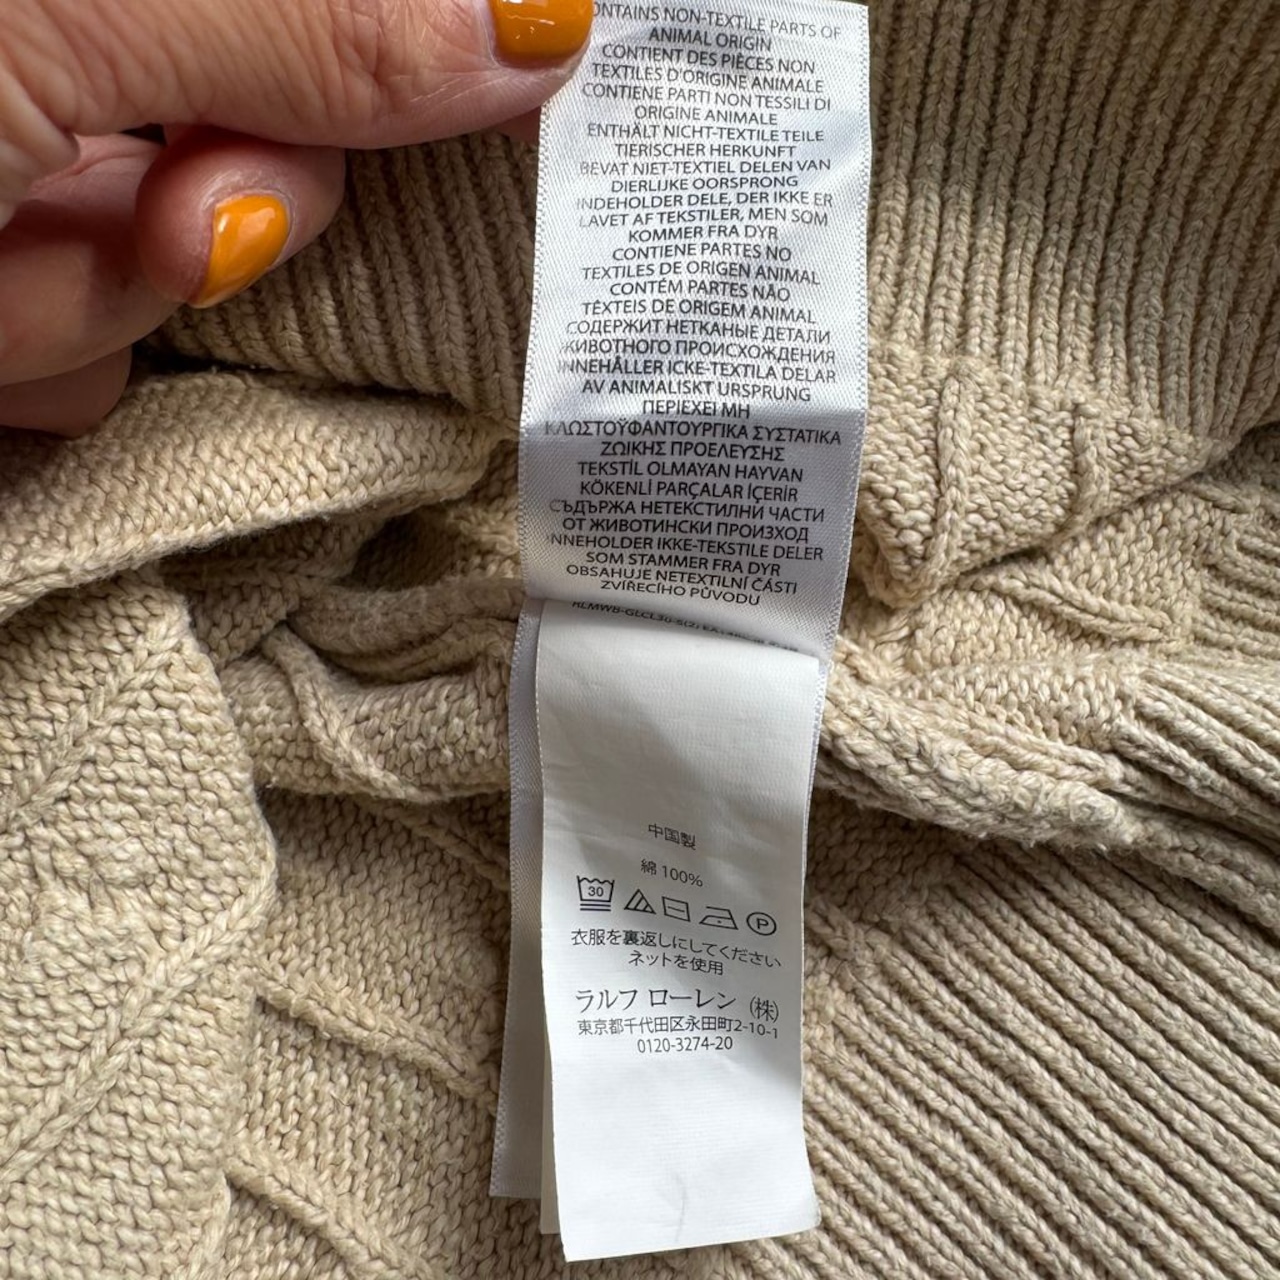 ONTAINS NON-TEXTILE PARTS OF
ANIMAL ORIGIN
CONTIENT DES PIÈCES NON
TEXTILES D'ORIGINE ANIMALE
CONTIENE PARTI NON TESSILI DI
ORIGINE ANIMALE
ENTHÄLT NICHT-TEXTILE TEILE
TIERISCHER HERKUNFT
BEVAT NIET-TEXTIEL DELEN VAN
DIERLIJKE OORSPRONG
INDEHOLDER DELE, DER IKKE ER
LAVET AF TEKSTILER, MEN SOM
KOMMER FRA DYR
CONTIENE PARTES NO
TEXTILES DE ORIGEN ANIMAL
CONTÉM PARTES NÃO
TÊXTEIS DE ORIGEM ANIMAL
СОДЕРЖИТ НЕТКАНЫЕ ДЕТАЛИ
ЖИВОТНОГО ПРОИСХОЖДЕНИЯ
INNEHÅLLER ICKE-TEXTILA DELAR
AV ANIMALISKT URSPRUNG
ΠΕΡΙΕΧΕΙ ΜΗ
ΚΛΩΣΤΟΫΦΑΝΤΟΥΡΓΙΚΑ ΣΥΣΤΑΤΙΚΑ
ΖΩΙΚΗΣ ΠΡΟΕΛΕΥΣΗΣ
TEKSTİL OLMAYAN HAYVAN
KÖKENLİ PARÇALAR İÇERİR
СЪДЪРЖА НЕТЕКСТИЛНИ ЧАСТИ
ОТ ЖИВОТИНСКИ ПРОИЗХОД
INNEHOLDER IKKE-TEKSTILE DELER
SOM STAMMER FRA DYR
OBSAHUJE NETEXTILNÍ ČÁSTI
ZVÍŘECÍHO PŮVODU
中国製
綿 100%
30 P
衣服を裏返しにしてください
ネットを使用
ラルフ ローレン (株)
東京都千代田区永田町2-10-1
0120-3274-20